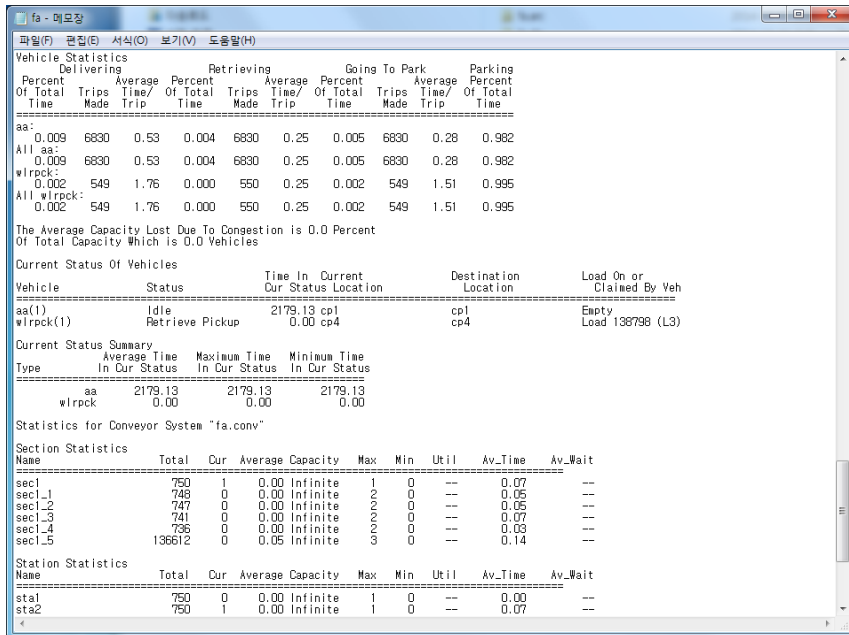 fa - 메모장
파일(F) 편집(E) 서식(O) 보기(V) 도움말(H)
Vehicle Statistics
Delivering Retrieving Going To Park Parking
Percent Average Percent Average Percent Average Percent
Of Total Trips Time/ Of Total Trips Time/ Of Total Trips Time/ Of Total
Time Made Trip Time Made Trip Time Made Trip Time
aa:
0.009 6830 0.53 0.004 6830 0.25 0.005 6830 0.28 0.982
All aa:
0.009 6830 0.53 0.004 6830 0.25 0.005 6830 0.28 0.982
wlrpck:
0.002 549 1.76 0.000 550 0.25 0.002 549 1.51 0.995
All wlrpck:
0.002 549 1.76 0.000 550 0.25 0.002 549 1.51 0.995
The Average Capacity Lost Due To Congestion is 0.0 Percent
Of Total Capacity Which is 0.0 Vehicles
Current Status Of Vehicles
Time In Current Destination Load On or
Vehicle Status Cur Status Location Location Claimed By Veh
aa(1) Idle 2179.13 cp1 cp1 Empty
wlrpck(1) Retrieve Pickup 0.00 cp4 cp4 Load 138798 (L3)
Current Status Summary
Average Time Maximum Time Minimum Time
Type In Cur Status In Cur Status In Cur Status
aa 2179.13 2179.13 2179.13
wlrpck 0.00 0.00 0.00
Statistics for Conveyor System "fa.conv"
Section Statistics
Name Total Cur Average Capacity Max Min Util Av_Time Av_Wait
sec1 750 1 0.00 Infinite 1 0 -- 0.07 --
sec1_1 748 0 0.00 Infinite 2 0 -- 0.05 --
sec1_2 747 0 0.00 Infinite 2 0 -- 0.05 --
sec1_3 741 0 0.00 Infinite 2 0 -- 0.07 --
sec1_4 736 0 0.00 Infinite 2 0 -- 0.03 --
sec1_5 136612 0 0.05 Infinite 3 0 -- 0.14 --
Station Statistics
Name Total Cur Average Capacity Max Min Util Av_Time Av_Wait
sta1 750 0 0.00 Infinite 1 0 -- 0.00 --
sta2 750 1 0.00 Infinite 1 0 -- 0.07 --